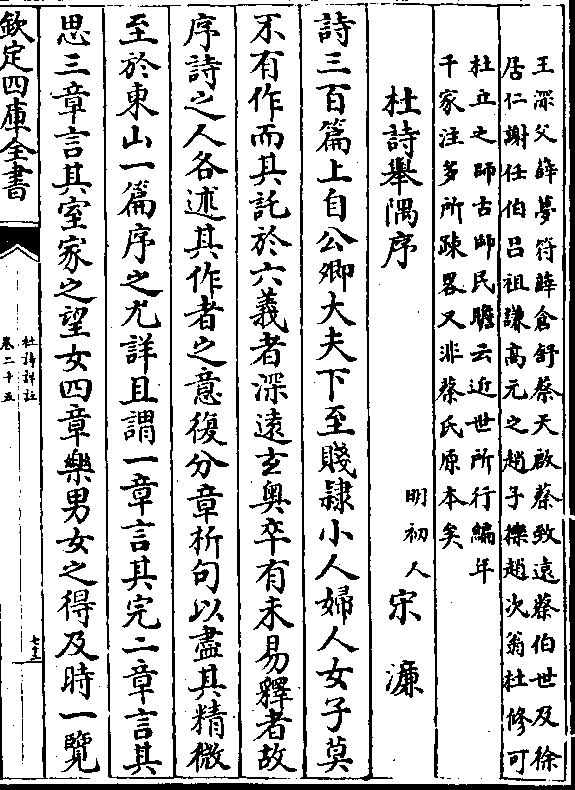 王深父薛夢符薛倉舒蔡天啟蔡致遠蔡伯世及徐
居仁謝任伯吕祖謙高元之趙子櫟趙次翁杜修可
杜立之師古師民瞻云近世所行編年
千家注多所疎畧又非蔡氏原本矣
杜詩舉隅序
明初人宋濂
詩三百篇上自公卿大夫下至賤隸小人婦人女子莫
不有作而其託於六義者深遠玄奥卒有未易釋者故
序詩之人各述其作者之意復分章析句以盡其精微
至於東山一篇序之尤詳且謂一章言其完二章言其
思三章言其室家之望女四章樂男女之得及時一覽
欽定四庫全書
杜詩詳註
卷二十五